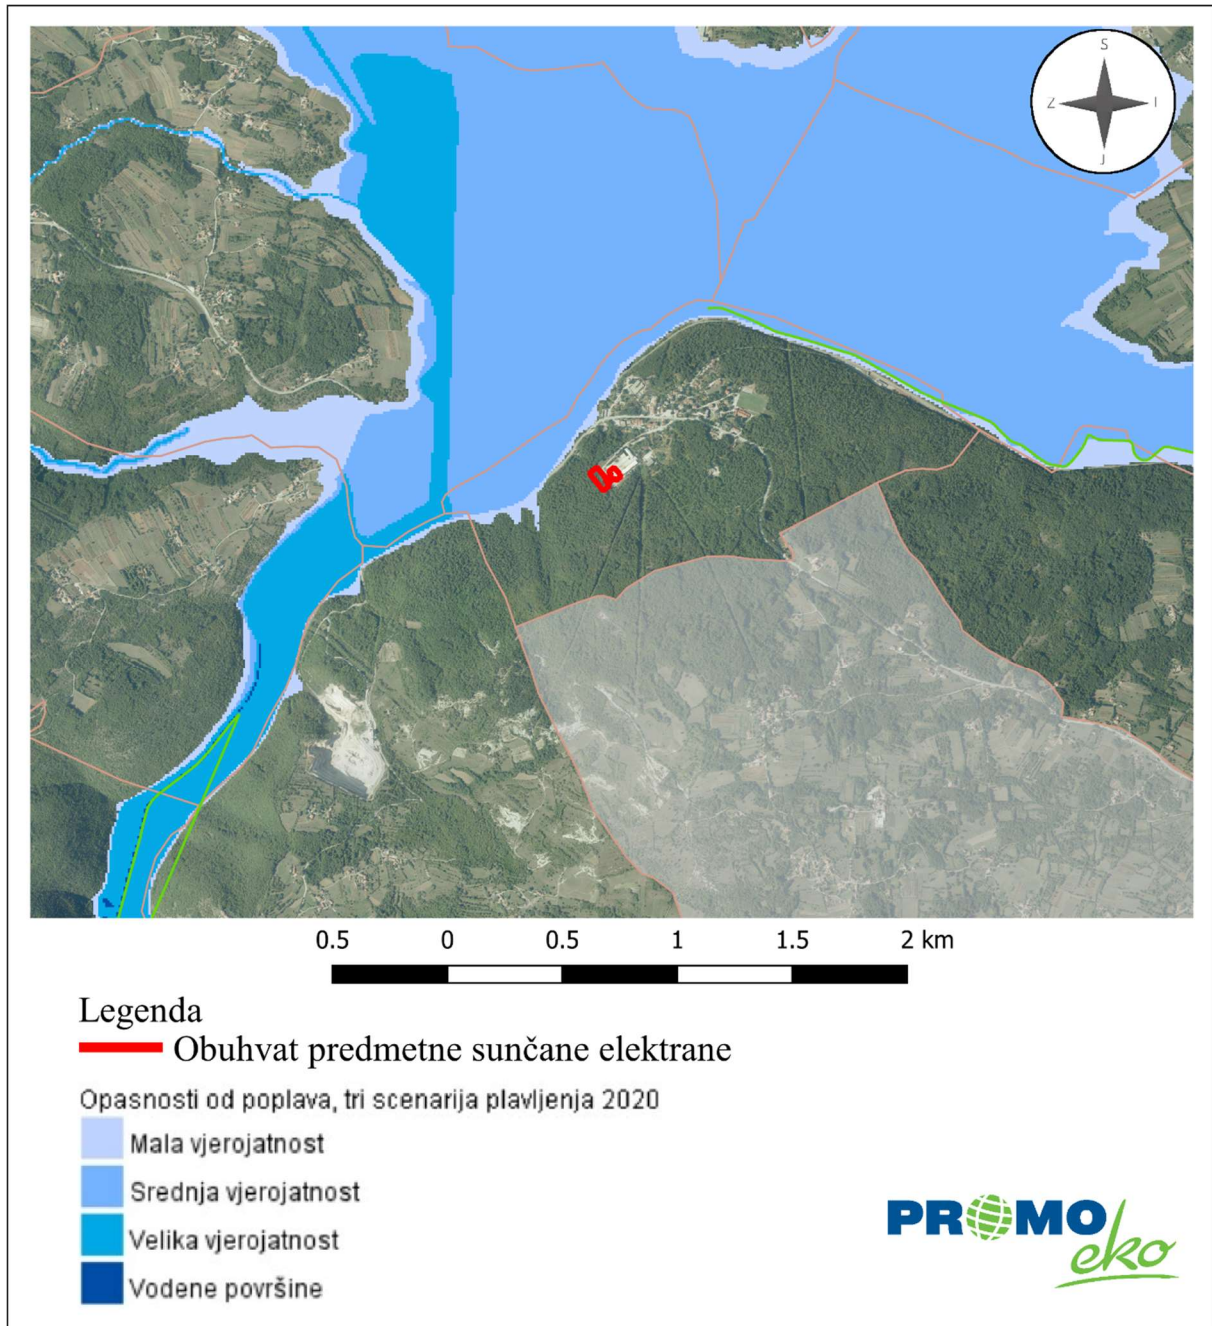 S
Z I
J
0.5 0 0.5 1 1.5 2 km
Legenda
Obuhvat predmetne sunčane elektrane
Opasnosti od poplava, tri scenarija plavljenja 2020
Mala vjerojatnost
Srednja vjerojatnost
Velika vjerojatnost
Vodene površine
PROMO
eko